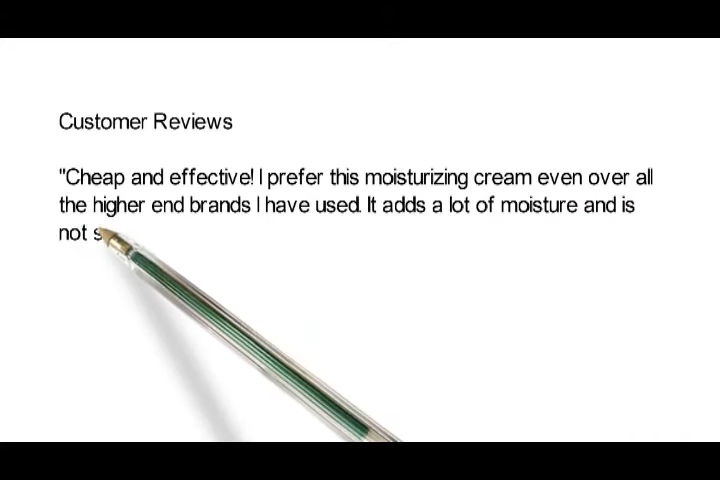 Customer Reviews
"Cheap and effective! I prefer this moisturizing cream even over all
the higher end brands I have used. It adds a lot of moisture and is
not s